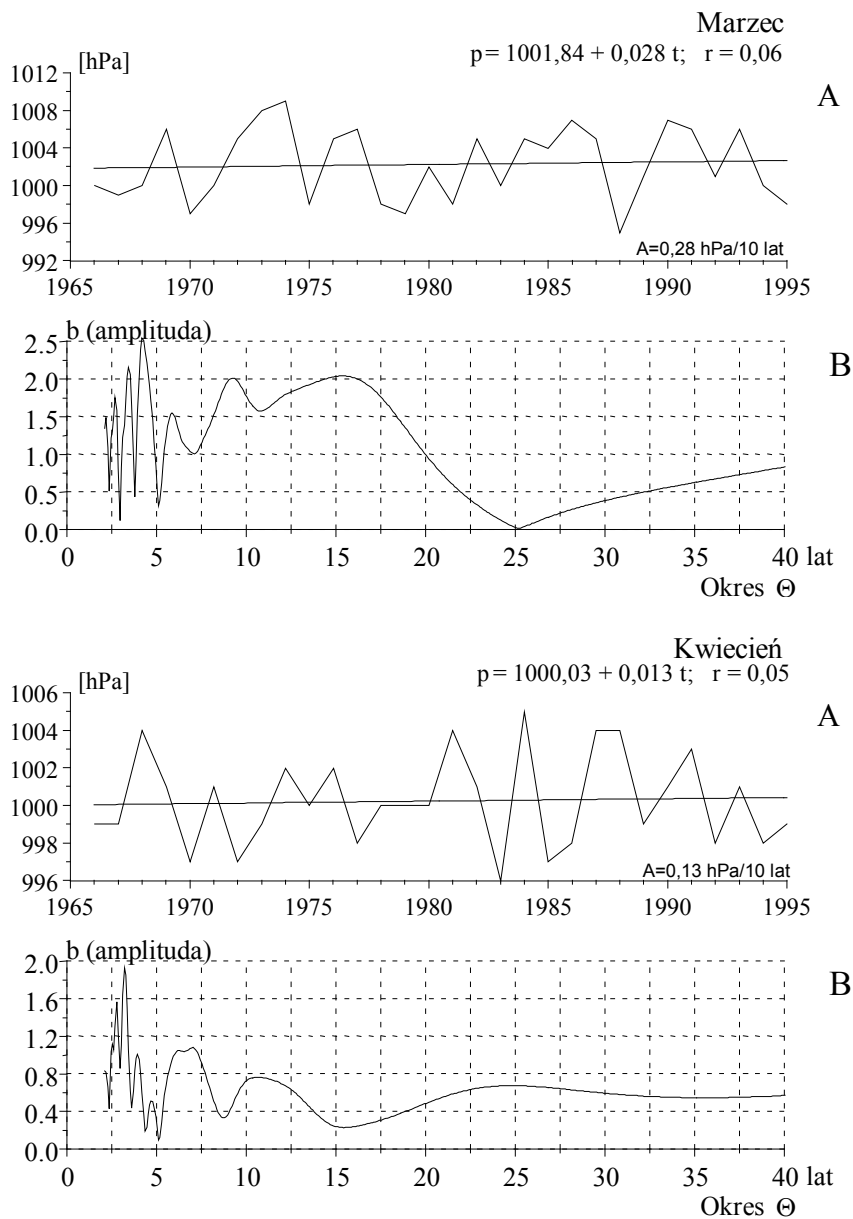 Marzec
[hPa]
p= 1001,84 + 0,028 t; r = 0,06
A
1012
1008
1004
1000
996
992
A=0,28 hPa/10 lat
1965 1970 1975 1980 1985 1990 1995
b (amplituda)
B
2.5
2.0
1.5
1.0
0.5
0.0
0 5 10 15 20 25 30 35 40 lat
Okres Θ
Kwiecień
[hPa]
p= 1000,03 + 0,013 t; r = 0,05
A
1006
1004
1002
1000
998
996
A=0,13 hPa/10 lat
1965 1970 1975 1980 1985 1990 1995
b (amplituda)
B
2.0
1.6
1.2
0.8
0.4
0.0
0 5 10 15 20 25 30 35 40 lat
Okres Θ